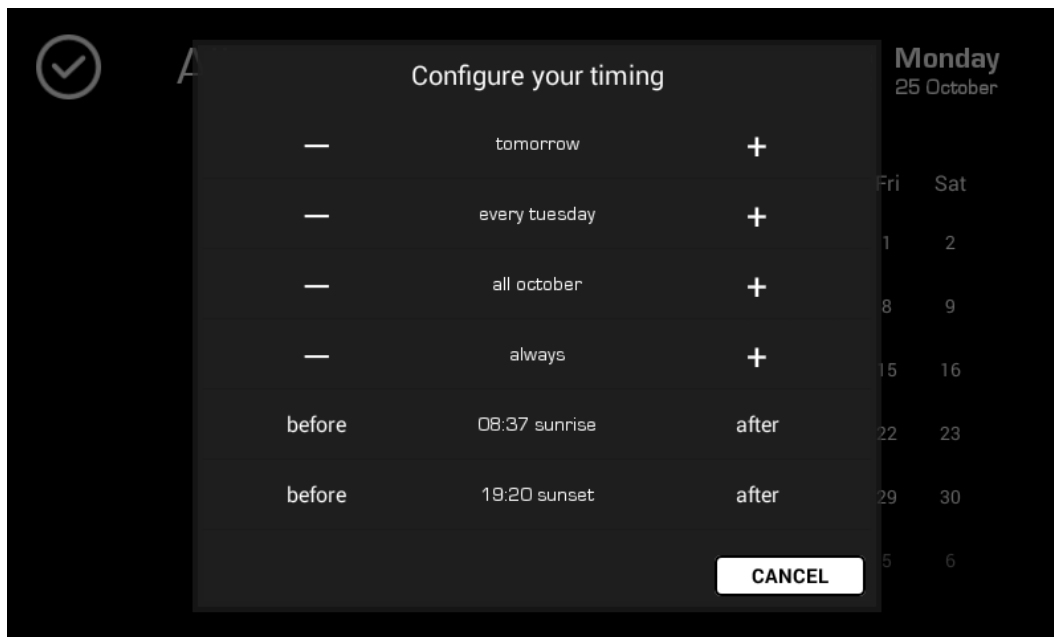 A
Monday
25 October
Configure your timing
— tomorrow +
— every tuesday +
— all october +
— always +
before 08:37 sunrise after
before 19:20 sunset after
CANCEL
Fri Sat
1 2
8 9
15 16
22 23
29 30
5 6